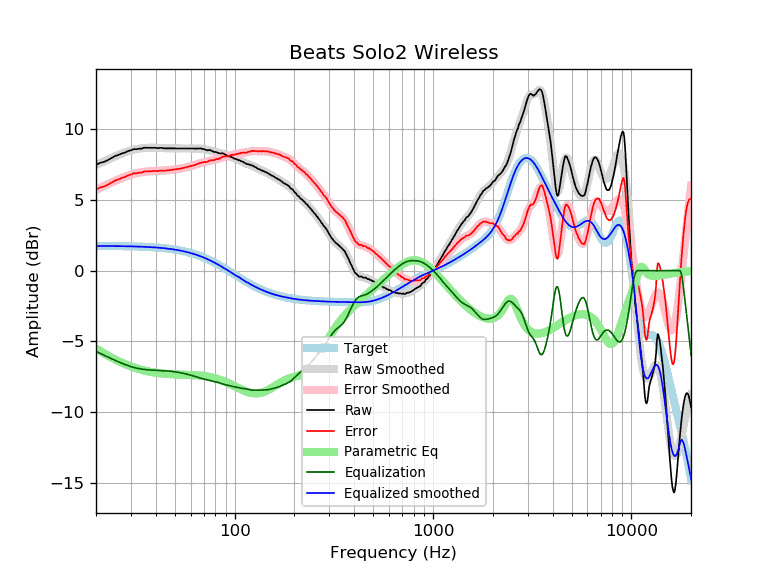 Beats Solo2 Wireless
Amplitude (dBr)
10
5
0
−5
−10
−15
Target
Raw Smoothed
Error Smoothed
Raw
Error
Parametric Eq
Equalization
Equalized smoothed
100
1000
10000
Frequency (Hz)